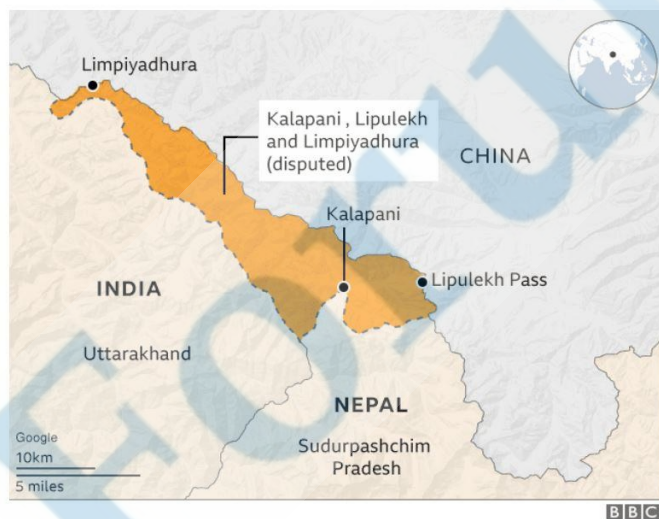 Limpiyadhura
Kalapani , Lipulekh
and Limpiyadhura
(disputed)
CHINA
Kalapani
Lipulekh Pass
INDIA
Uttarakhand
NEPAL
Sudurpashchim
Pradesh
Google
10km
5 miles
BBC